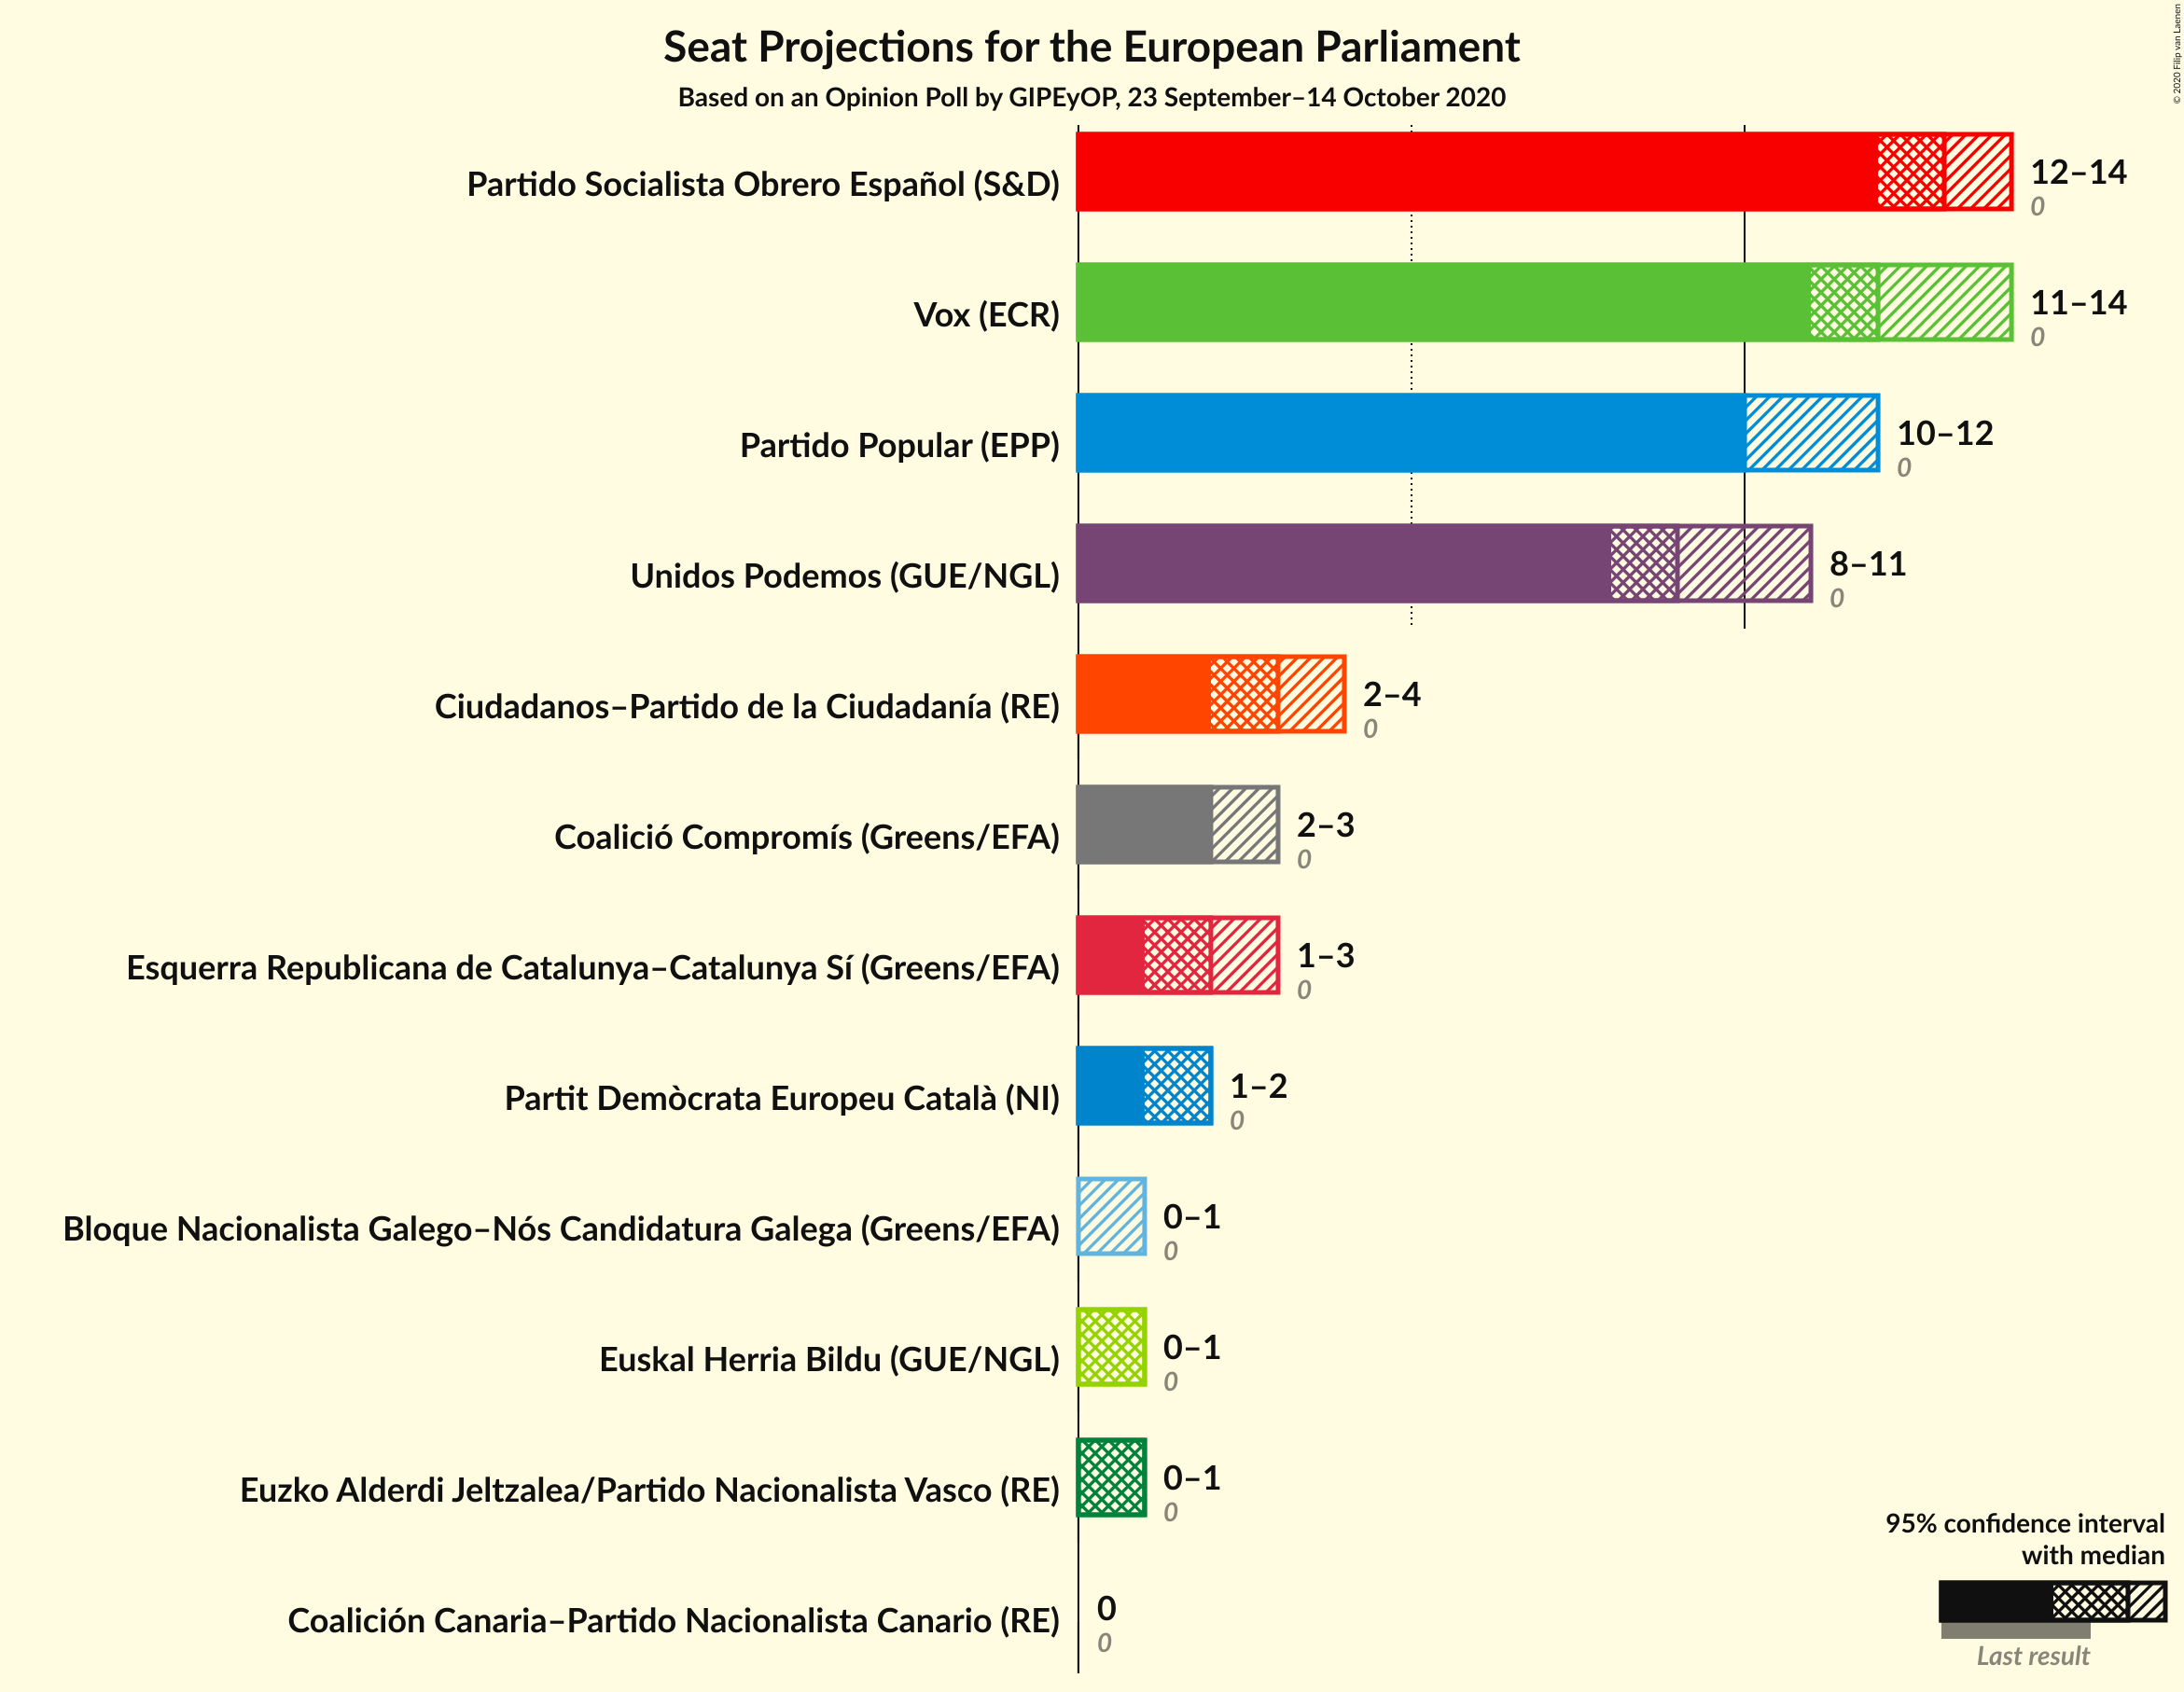 Seat Projections for the European Parliament
Based on an Opinion Poll by GIPEyOP, 23 September–14 October 2020
© 2020 Filip van Laenen
Partido Socialista Obrero Español (S&D)
12–14
0
Vox (ECR)
11–14
0
Partido Popular (EPP)
10–12
0
Unidos Podemos (GUE/NGL)
8–11
0
Ciudadanos–Partido de la Ciudadanía (RE)
2–4
0
Coalició Compromís (Greens/EFA)
2–3
0
Esquerra Republicana de Catalunya–Catalunya Sí (Greens/EFA)
1–3
0
Partit Demòcrata Europeu Català (NI)
1–2
0
Bloque Nacionalista Galego–Nós Candidatura Galega (Greens/EFA)
0–1
0
Euskal Herria Bildu (GUE/NGL)
0–1
0
Euzko Alderdi Jeltzalea/Partido Nacionalista Vasco (RE)
0–1
0
Coalición Canaria–Partido Nacionalista Canario (RE)
0
0
95% confidence interval
with median
Last result